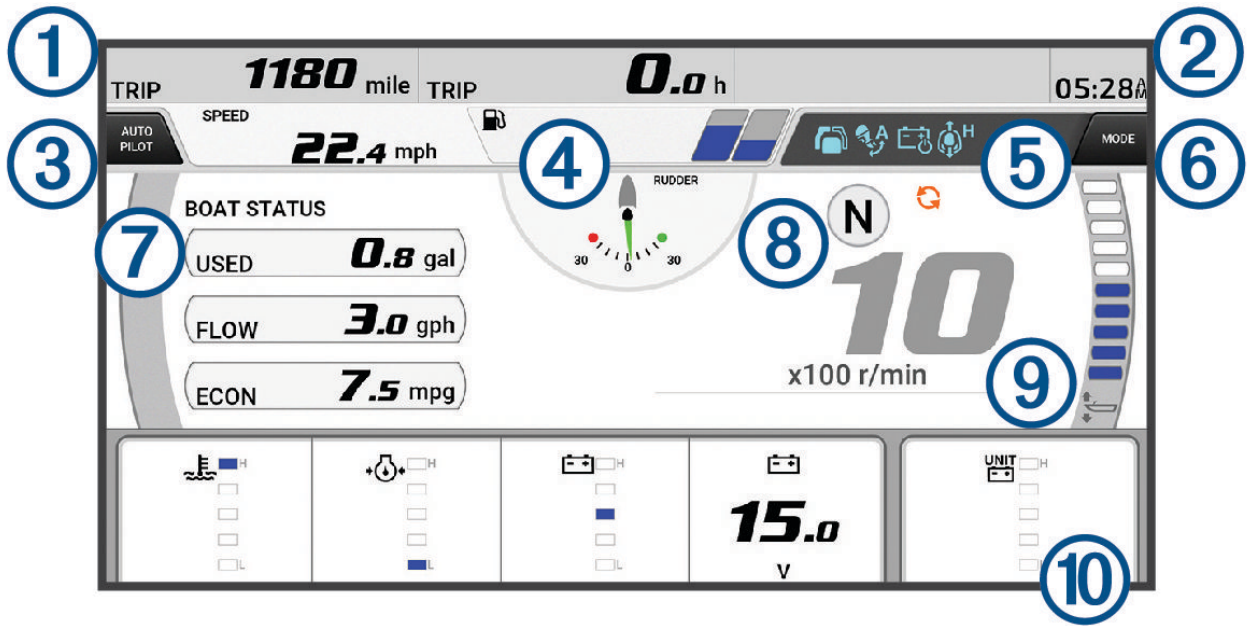 ① ②
TRIP 1180 mile TRIP 0.0 h 05:28
③ AUTO PILOT SPEED 22.4 mph ④ A H ⑤ MODE ⑥
BOAT STATUS RUDDER
⑦ USED 0.8 gal 30 0 30 ⑧ N
FLOW 3.0 gph 10
x100 r/min ⑨
ECON 7.5 mpg
H H H UNIT H
15.0
L L L V L
⑩